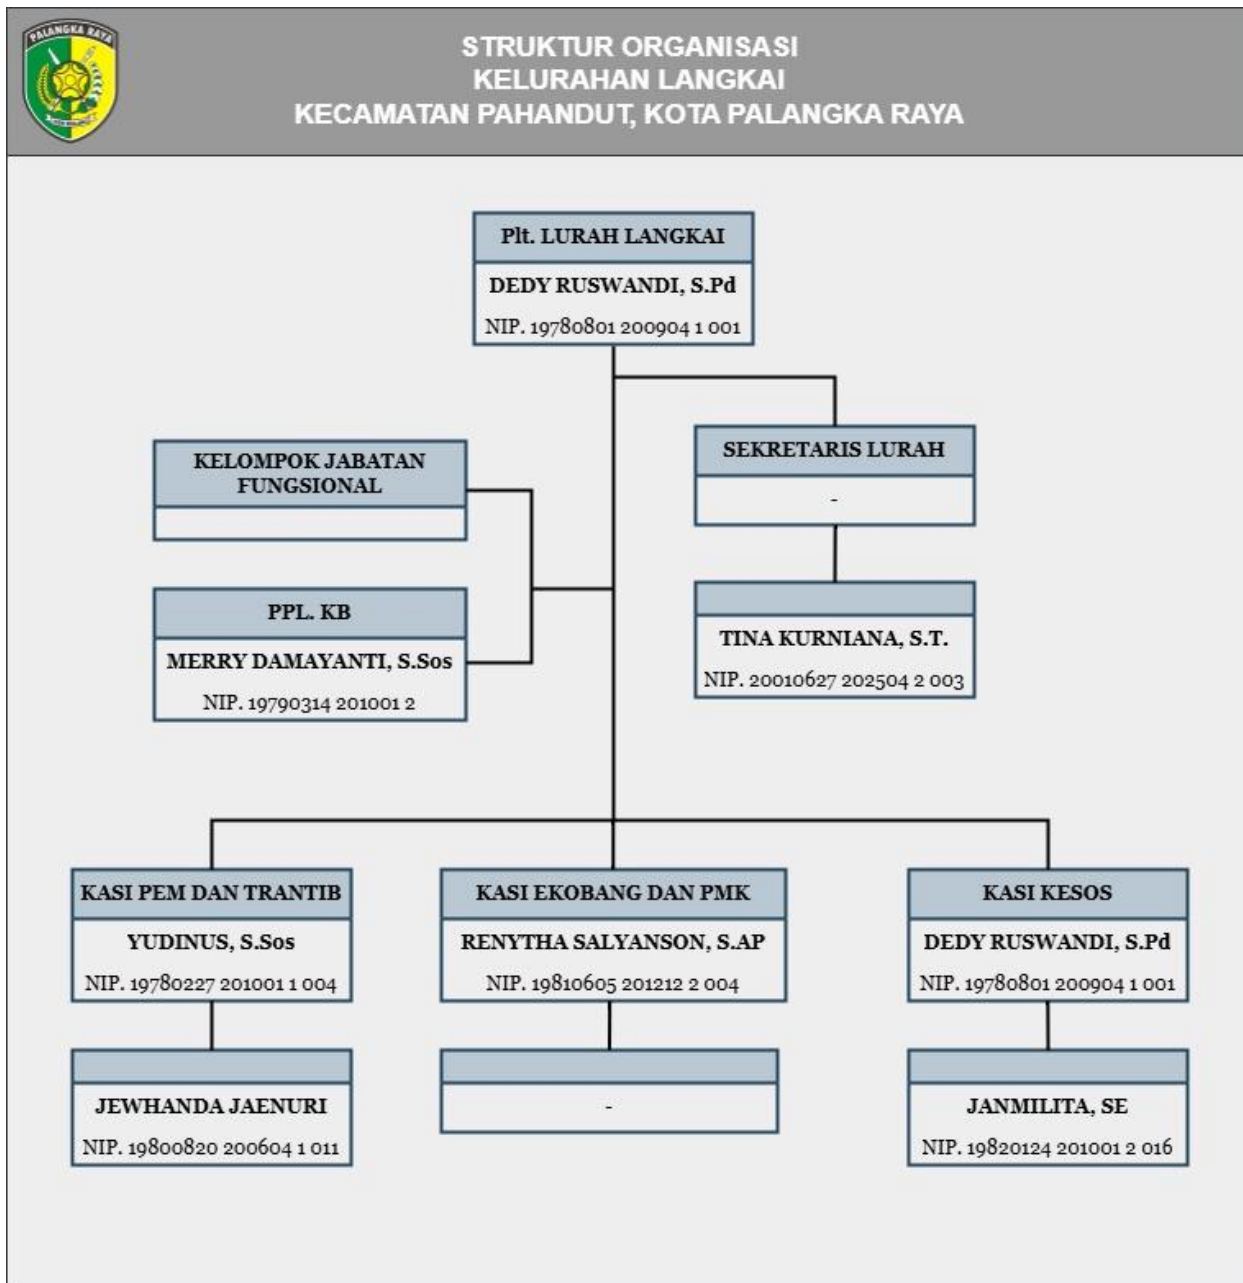 PALANGKA RAYA
STRUKTUR ORGANISASI
KELURAHAN LANGKAI
KECAMATAN PAHANDUT, KOTA PALANGKA RAYA
Plt. LURAH LANGKAI
DEDY RUSWANDI, S.Pd
NIP. 19780801 200904 1 001
KELOMPOK JABATAN
FUNGSIONAL
SEKRETARIS LURAH
-
PPL. KB
MERRY DAMAYANTI, S.Sos
NIP. 19790314 201001 2
TINA KURNIANA, S.T.
NIP. 20010627 202504 2 003
KASI PEM DAN TRANTIB
YUDINUS, S.Sos
NIP. 19780227 201001 1 004
KASI EKOBANG DAN PMK
RENYTHA SALYANSON, S.AP
NIP. 19810605 201212 2 004
KASI KESOS
DEDY RUSWANDI, S.Pd
NIP. 19780801 200904 1 001
JEWHANDA JAENURI
NIP. 19800820 200604 1 011
-
JANMILITA, SE
NIP. 19820124 201001 2 016